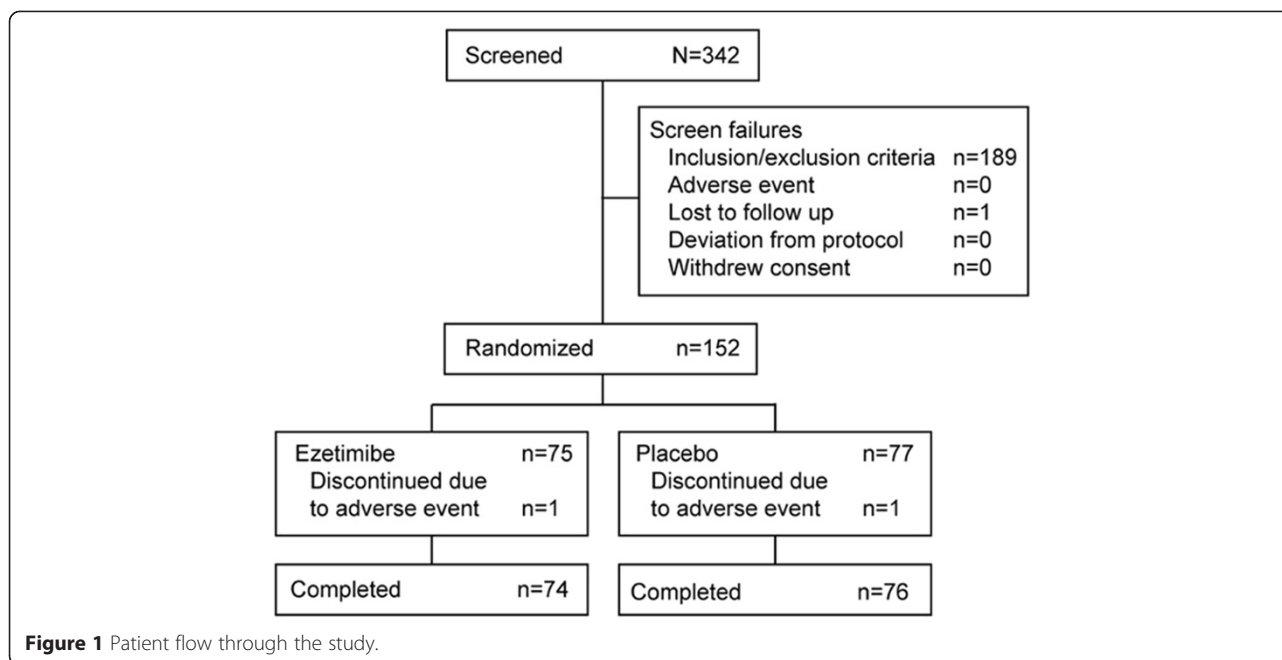 Screened N=342
Screen failures
Inclusion/exclusion criteria n=189
Adverse event n=0
Lost to follow up n=1
Deviation from protocol n=0
Withdrew consent n=0
Randomized n=152
Ezetimibe n=75
Discontinued due
to adverse event n=1
Placebo n=77
Discontinued due
to adverse event n=1
Completed n=74
Completed n=76
Figure 1 Patient flow through the study.